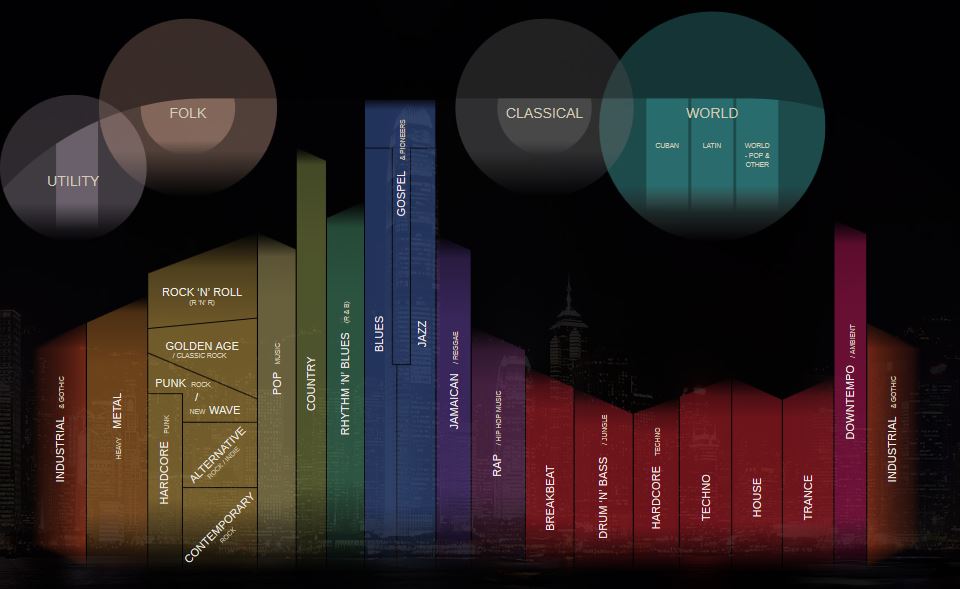 UTILITY
FOLK
CLASSICAL
WORLD
CUBAN
LATIN
WORLD
- POP &
OTHER
INDUSTRIAL & GOTHIC
HEAVY METAL
ROCK ‘N’ ROLL
(R ‘N’ R)
GOLDEN AGE
/ CLASSIC ROCK
PUNK ROCK
/
NEW WAVE
HARDCORE PUNK
ALTERNATIVE
ROCK / INDIE
CONTEMPORARY
ROCK
POP MUSIC
COUNTRY
RHYTHM ’N’ BLUES (R & B)
BLUES
GOSPEL & PIONEERS
JAZZ
JAMAICAN / REGGAE
RAP / HIP HOP MUSIC
BREAKBEAT
DRUM ’N’ BASS / JUNGLE
HARDCORE TECHNO
TECHNO
HOUSE
TRANCE
DOWNTEMPO / AMBIENT
INDUSTRIAL & GOTHIC